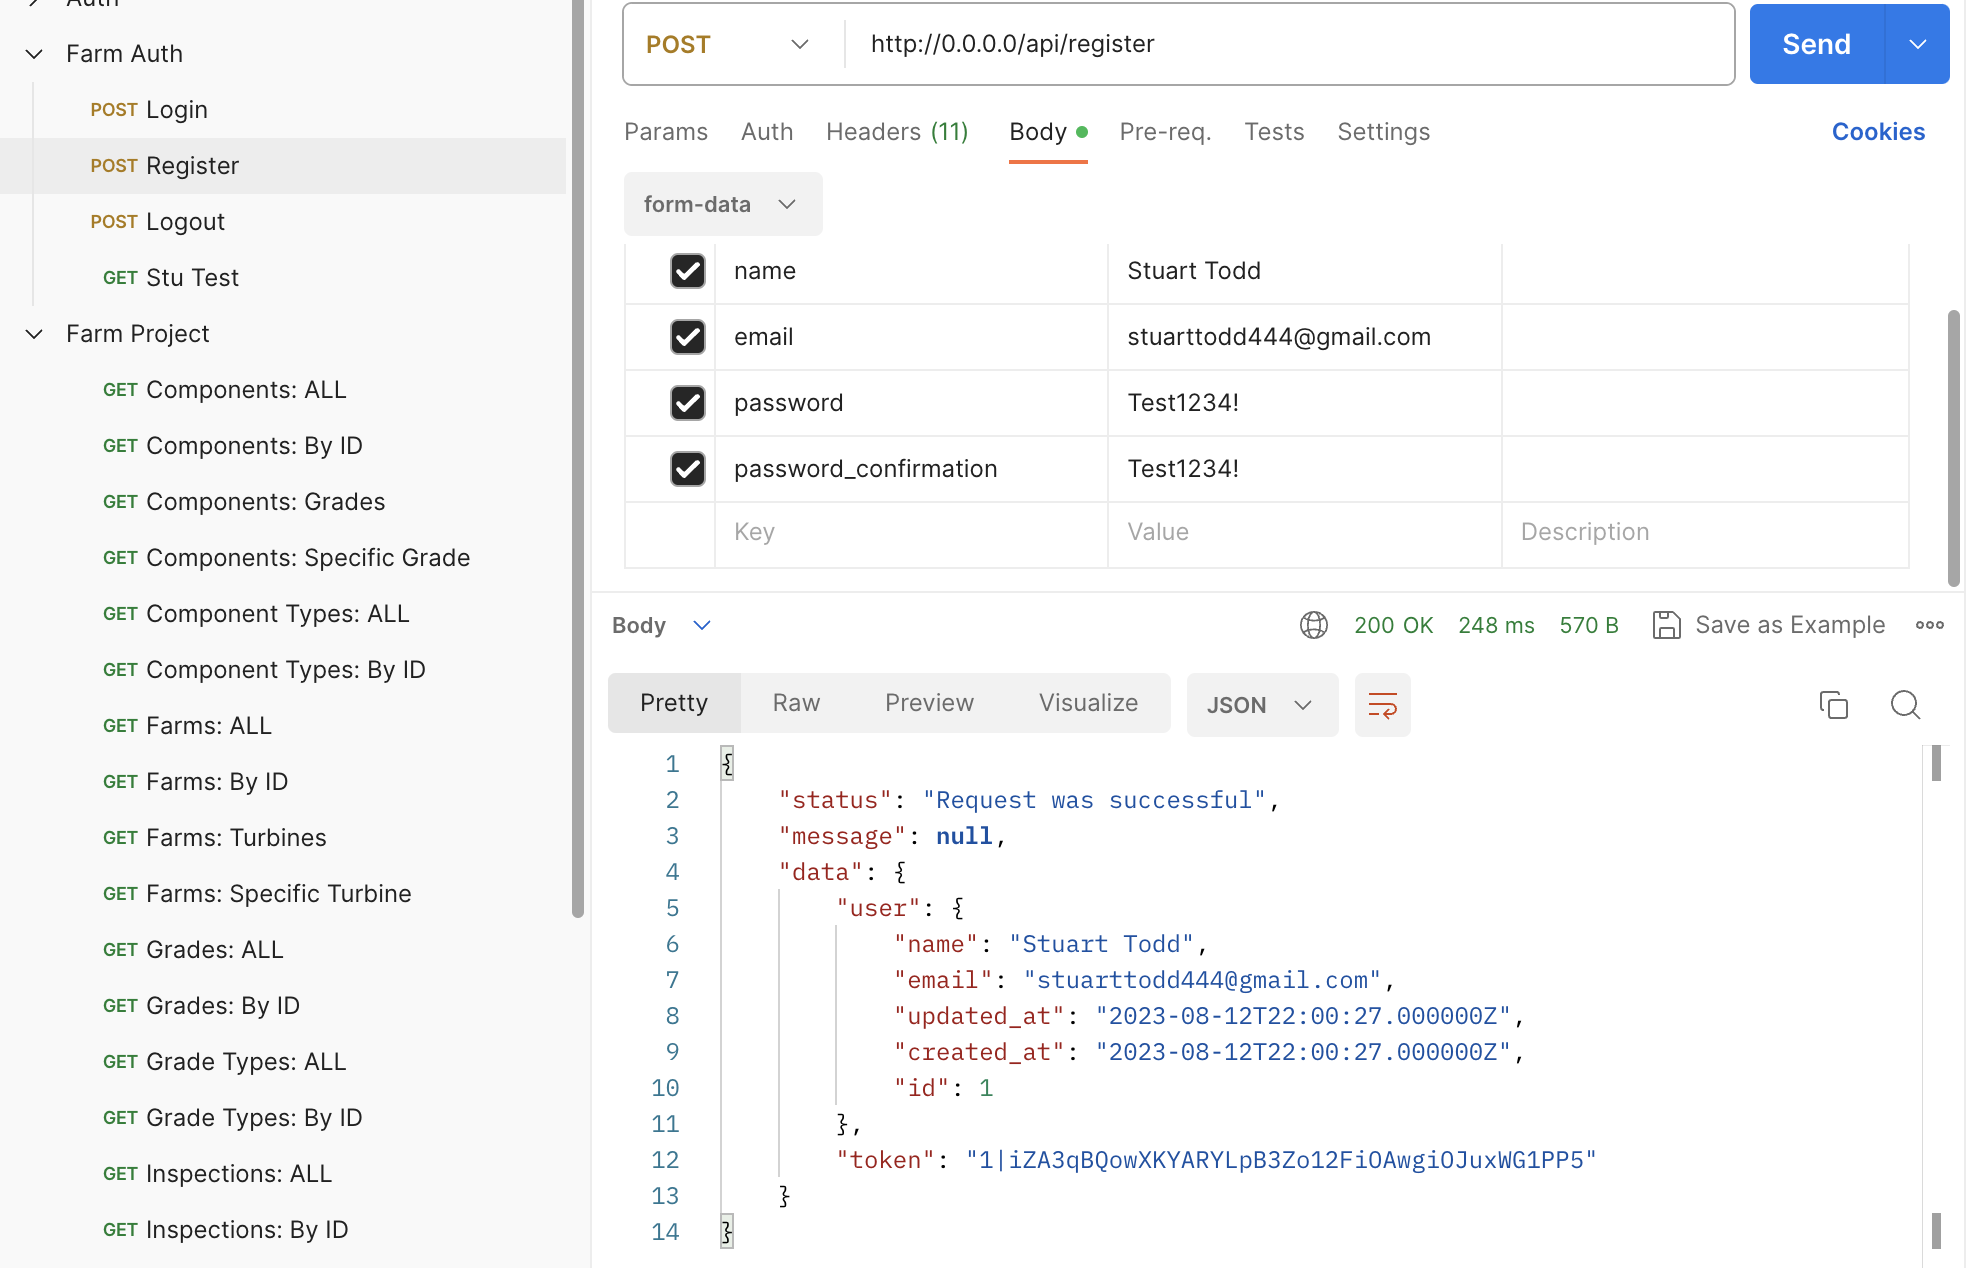 Auth
Farm Auth
POST Login
POST Register
POST Logout
GET Stu Test
Farm Project
GET Components: ALL
GET Components: By ID
GET Components: Grades
GET Components: Specific Grade
GET Component Types: ALL
GET Component Types: By ID
GET Farms: ALL
GET Farms: By ID
GET Farms: Turbines
GET Farms: Specific Turbine
GET Grades: ALL
GET Grades: By ID
GET Grade Types: ALL
GET Grade Types: By ID
GET Inspections: ALL
GET Inspections: By ID
POST http://0.0.0.0/api/register Send
Params Auth Headers (11) Body Pre-req. Tests Settings Cookies
form-data
name Stuart Todd
email stuarttodd444@gmail.com
password Test1234!
password_confirmation Test1234!
Key Value Description
Body 200 OK 248 ms 570 B Save as Example
Pretty Raw Preview Visualize JSON
1 {
2 "status": "Request was successful",
3 "message": null,
4 "data": {
5 "user": {
6 "name": "Stuart Todd",
7 "email": "stuarttodd444@gmail.com",
8 "updated_at": "2023-08-12T22:00:27.000000Z",
9 "created_at": "2023-08-12T22:00:27.000000Z",
10 "id": 1
11 },
12 "token": "1|iZA3qBQowXKYARYLpB3Zo12FiOAwgiOJuxWG1PP5"
13 }
14 }